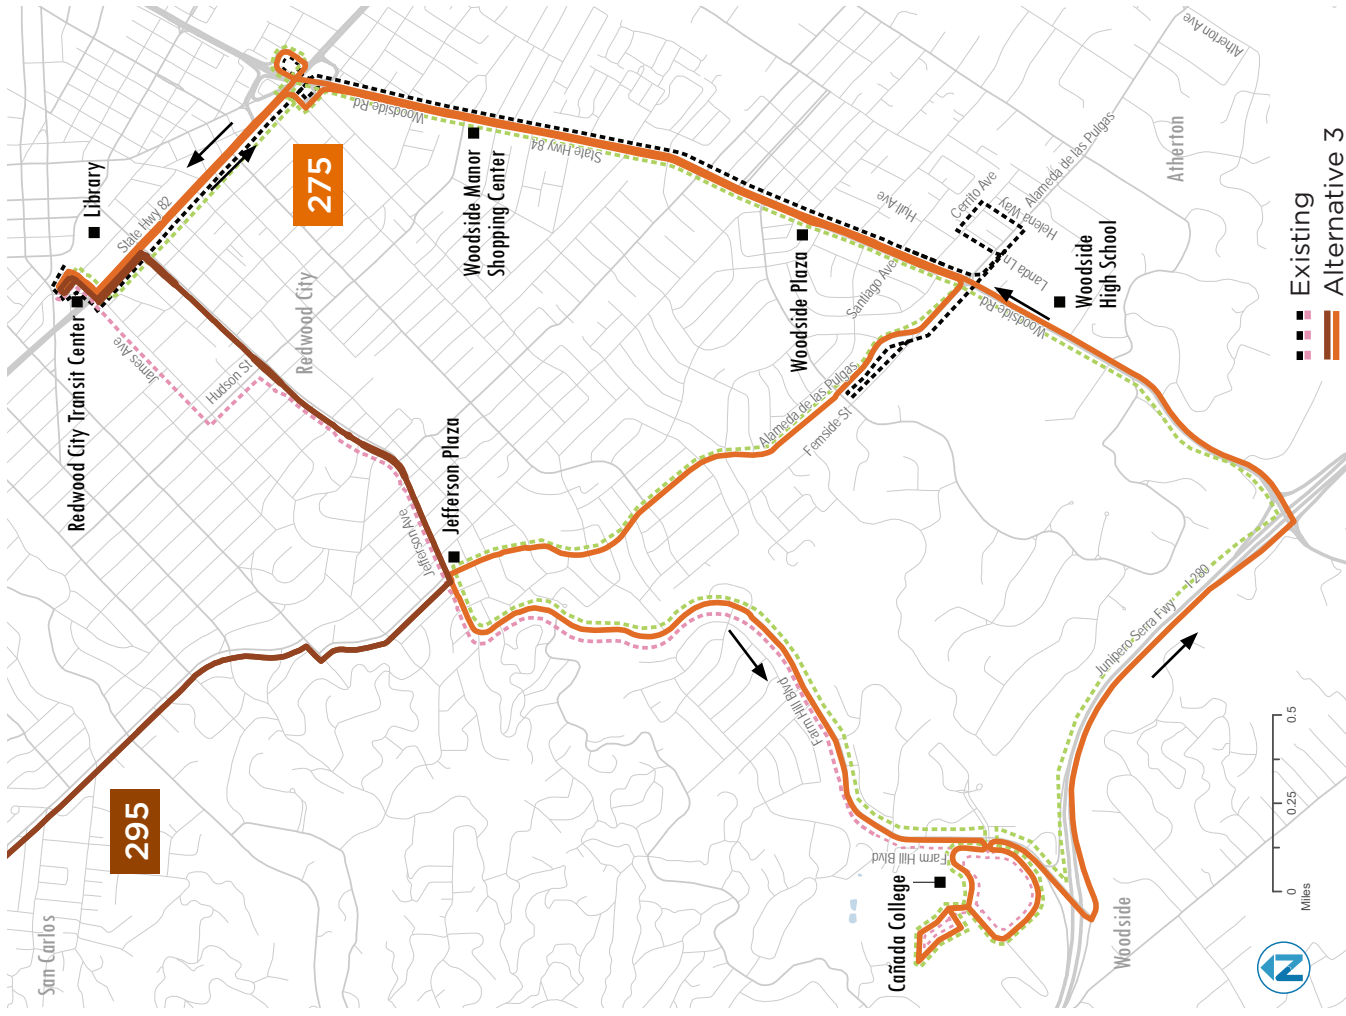 Atherton Ave
Woodside Rd
Library
State Hwy 82
275
Woodside Manor
Shopping Center
State Hwy 84
Alameda de las Pulgas
Atherton
Cerrito Ave
Helena Way
Hull Ave
Landa Ln
Woodside
High School
Existing
Alternative 3
Redwood City Transit Center
Redwood City
James Ave
Hudson St
Santiago Ave
Woodside Plaza
Woodside Rd
Alameda de las Pulgas
Fernside St
Jefferson Plaza
Jefferson Ave
Farm Hill Blvd
Junipero Serra Fwy
I-280
295
San Carlos
Farm Hill Blvd
Cañada College
Woodside
0
0.25
0.5
Miles
N